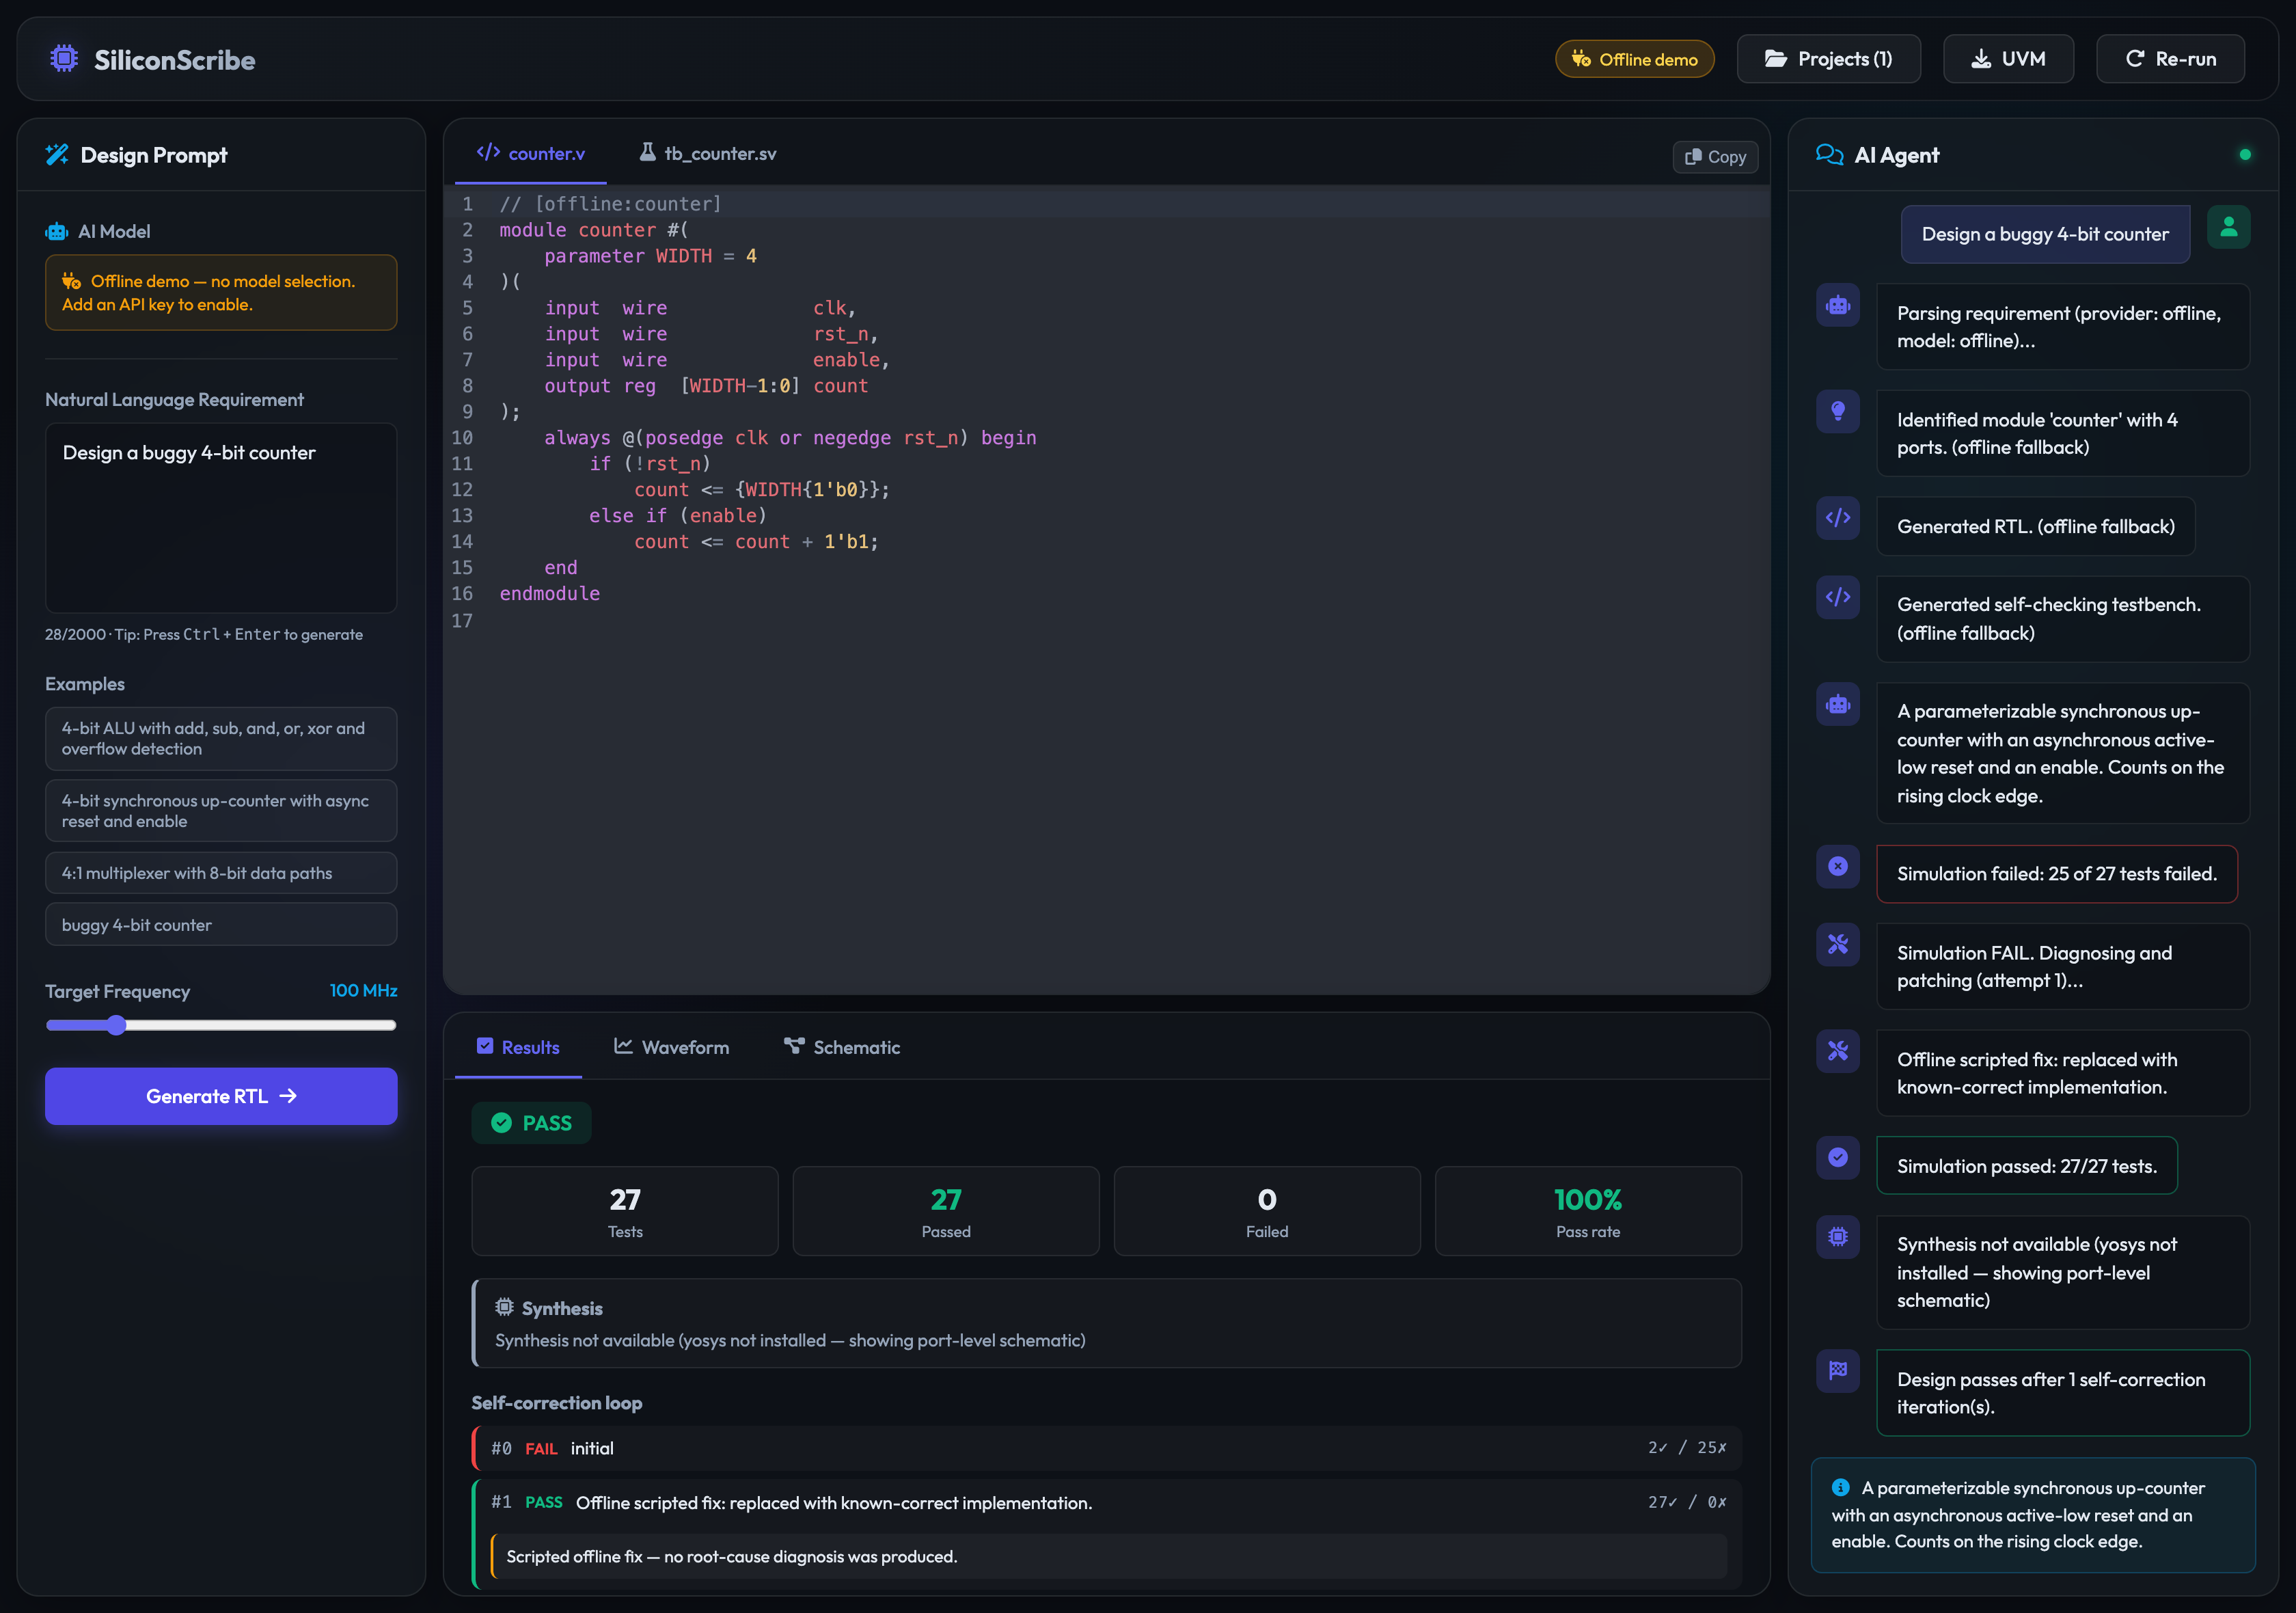 SiliconScribe
Offline demo
Projects (1)
UVM
Re-run
Design Prompt
AI Model
Offline demo — no model selection.
Add an API key to enable.
Natural Language Requirement
Design a buggy 4-bit counter
28/2000 · Tip: Press Ctrl + Enter to generate
Examples
4-bit ALU with add, sub, and, or, xor and
overflow detection
4-bit synchronous up-counter with async
reset and enable
4:1 multiplexer with 8-bit data paths
buggy 4-bit counter
Target Frequency
100 MHz
Generate RTL →
counter.v
tb_counter.sv
Copy
1 // [offline:counter]
2 module counter #(
3     parameter WIDTH = 4
4 )(
5     input  wire             clk,
6     input  wire             rst_n,
7     input  wire             enable,
8     output reg  [WIDTH-1:0] count
9 );
10     always @(posedge clk or negedge rst_n) begin
11         if (!rst_n)
12             count <= {WIDTH{1'b0}};
13         else if (enable)
14             count <= count + 1'b1;
15     end
16 endmodule
17
Results
Waveform
Schematic
PASS
27
Tests
27
Passed
0
Failed
100%
Pass rate
Synthesis
Synthesis not available (yosys not installed — showing port-level schematic)
Self-correction loop
#0 FAIL initial 2✓ / 25✗
#1 PASS Offline scripted fix: replaced with known-correct implementation. 27✓ / 0✗
Scripted offline fix — no root-cause diagnosis was produced.
AI Agent
Design a buggy 4-bit counter
Parsing requirement (provider: offline,
model: offline)...
Identified module 'counter' with 4
ports. (offline fallback)
Generated RTL. (offline fallback)
Generated self-checking testbench.
(offline fallback)
A parameterizable synchronous up-
counter with an asynchronous active-
low reset and an enable. Counts on the
rising clock edge.
Simulation failed: 25 of 27 tests failed.
Simulation FAIL. Diagnosing and
patching (attempt 1)...
Offline scripted fix: replaced with
known-correct implementation.
Simulation passed: 27/27 tests.
Synthesis not available (yosys not
installed — showing port-level
schematic)
Design passes after 1 self-correction
iteration(s).
A parameterizable synchronous up-counter
with an asynchronous active-low reset and an
enable. Counts on the rising clock edge.